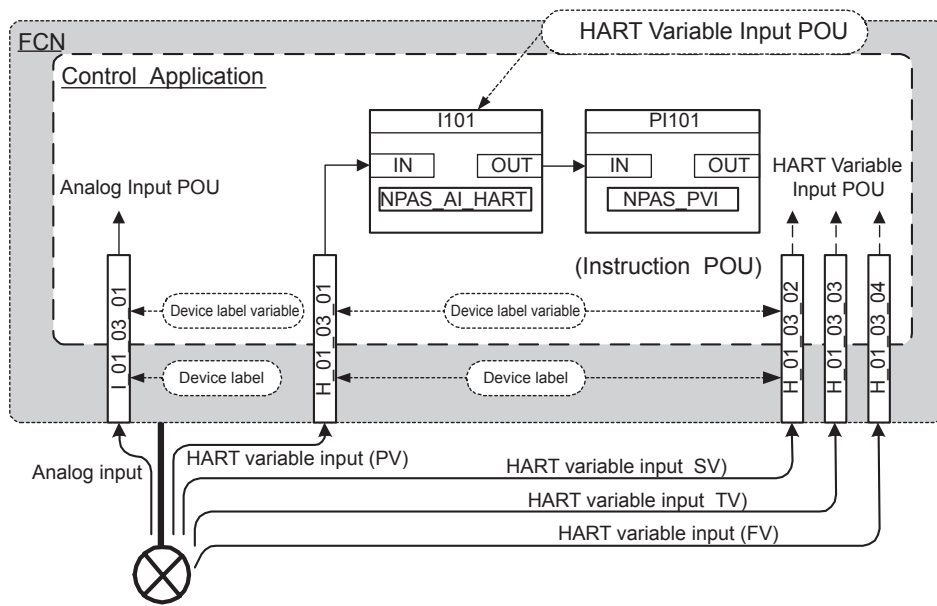 HART Variable Input POU
FCN
Control Application
I101
PI101
IN
OUT
IN
OUT
HART Variable
Input POU
Analog Input POU
NPAS_AI_HART
NPAS_PVI
(Instruction POU)
I_01_03_01
Device label variable
H_01_03_01
Device label variable
H_01_03_02
H_01_03_03
H_01_03_04
Device label
Device label
Analog input
HART variable input (PV)
HART variable input SV)
HART variable input TV)
HART variable input (FV)